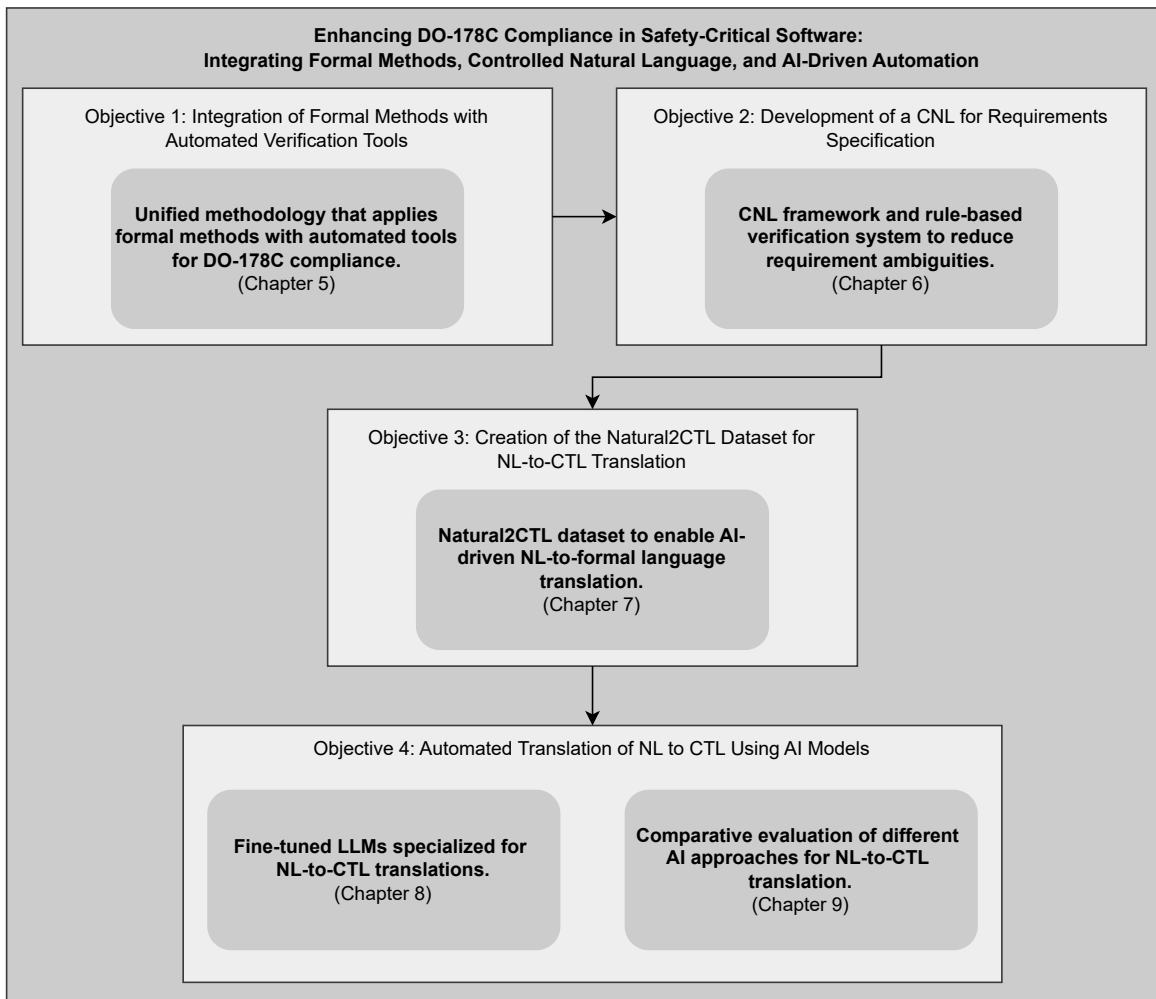 Enhancing DO-178C Compliance in Safety-Critical Software:
Integrating Formal Methods, Controlled Natural Language, and AI-Driven Automation
Objective 1: Integration of Formal Methods with
Automated Verification Tools
Unified methodology that applies
formal methods with automated tools
for DO-178C compliance.
(Chapter 5)
Objective 2: Development of a CNL for Requirements
Specification
CNL framework and rule-based
verification system to reduce
requirement ambiguities.
(Chapter 6)
Objective 3: Creation of the Natural2CTL Dataset for
NL-to-CTL Translation
Natural2CTL dataset to enable AI-
driven NL-to-formal language
translation.
(Chapter 7)
Objective 4: Automated Translation of NL to CTL Using AI Models
Fine-tuned LLMs specialized for
NL-to-CTL translations.
(Chapter 8)
Comparative evaluation of different
AI approaches for NL-to-CTL
translation.
(Chapter 9)